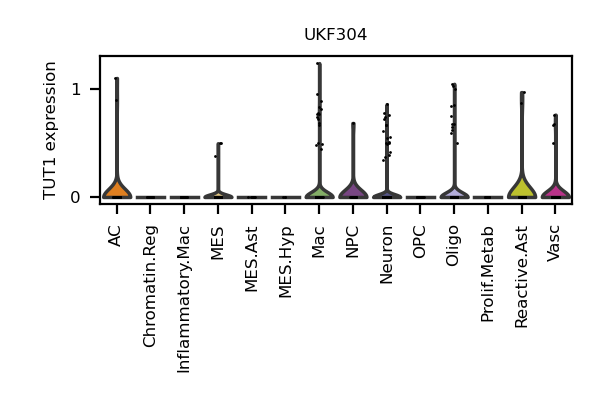 UKF304
TUT1 expression
1
0
AC
Chromatin.Reg
Inflammatory.Mac
MES
MES.Ast
MES.Hyp
Mac
NPC
Neuron
OPC
Oligo
Prolif.Metab
Reactive.Ast
Vasc